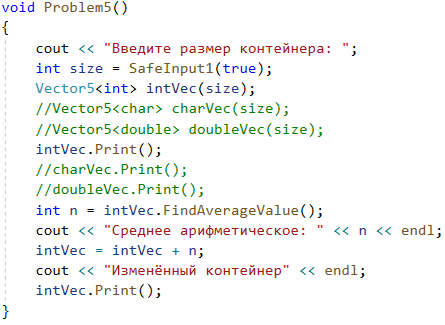 void Problem5()
{
    cout << "Введите размер контейнера: ";
    int size = SafeInput1(true);
    Vector5<int> intVec(size);
    //Vector5<char> charVec(size);
    //Vector5<double> doubleVec(size);
    intVec.Print();
    //charVec.Print();
    //doubleVec.Print();
    int n = intVec.FindAverageValue();
    cout << "Среднее арифметическое: " << n << endl;
    intVec = intVec + n;
    cout << "Изменённый контейнер" << endl;
    intVec.Print();
}